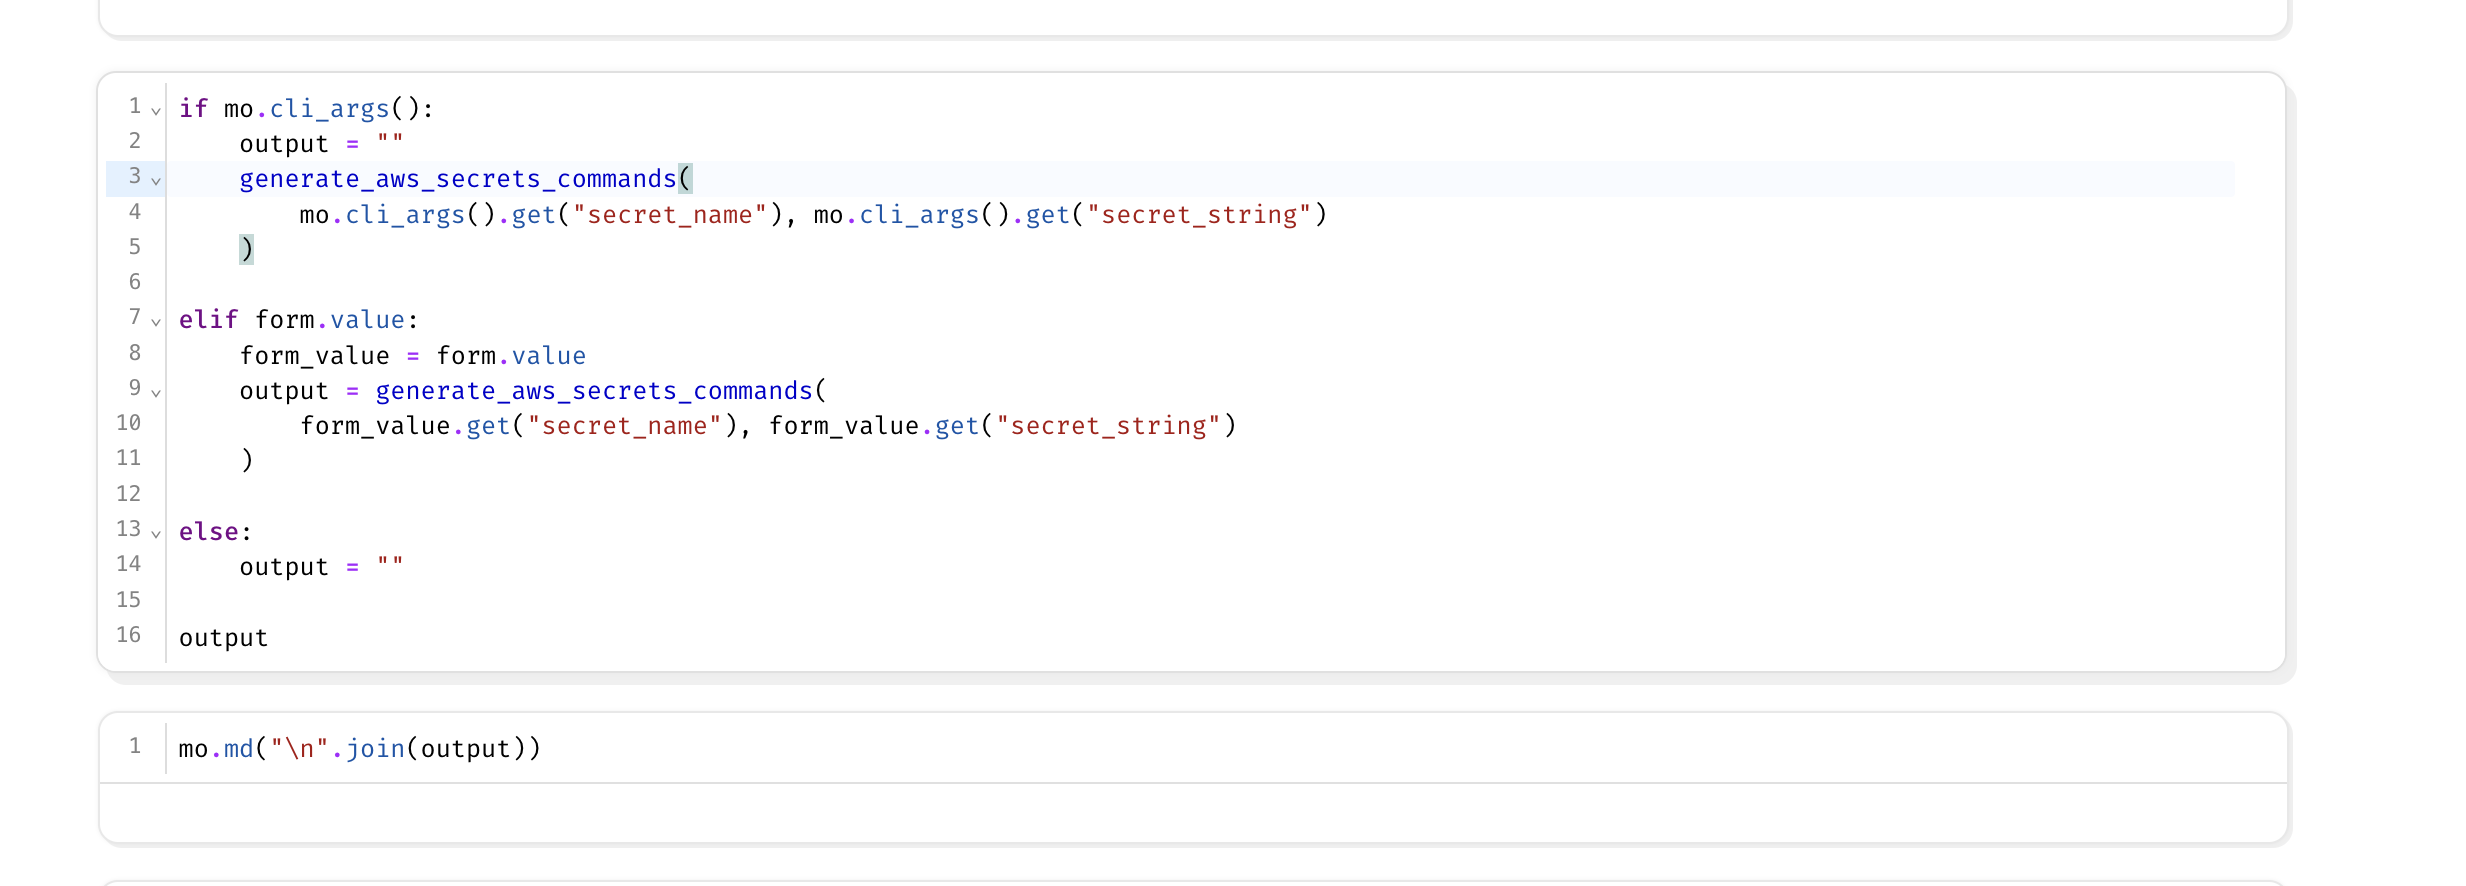 1 if mo.cli_args():
2     output = ""
3     generate_aws_secrets_commands(
4         mo.cli_args().get("secret_name"), mo.cli_args().get("secret_string")
5     )
6
7 elif form.value:
8     form_value = form.value
9     output = generate_aws_secrets_commands(
10         form_value.get("secret_name"), form_value.get("secret_string")
11     )
12
13 else:
14     output = ""
15
16 output
1 mo.md("\n".join(output))